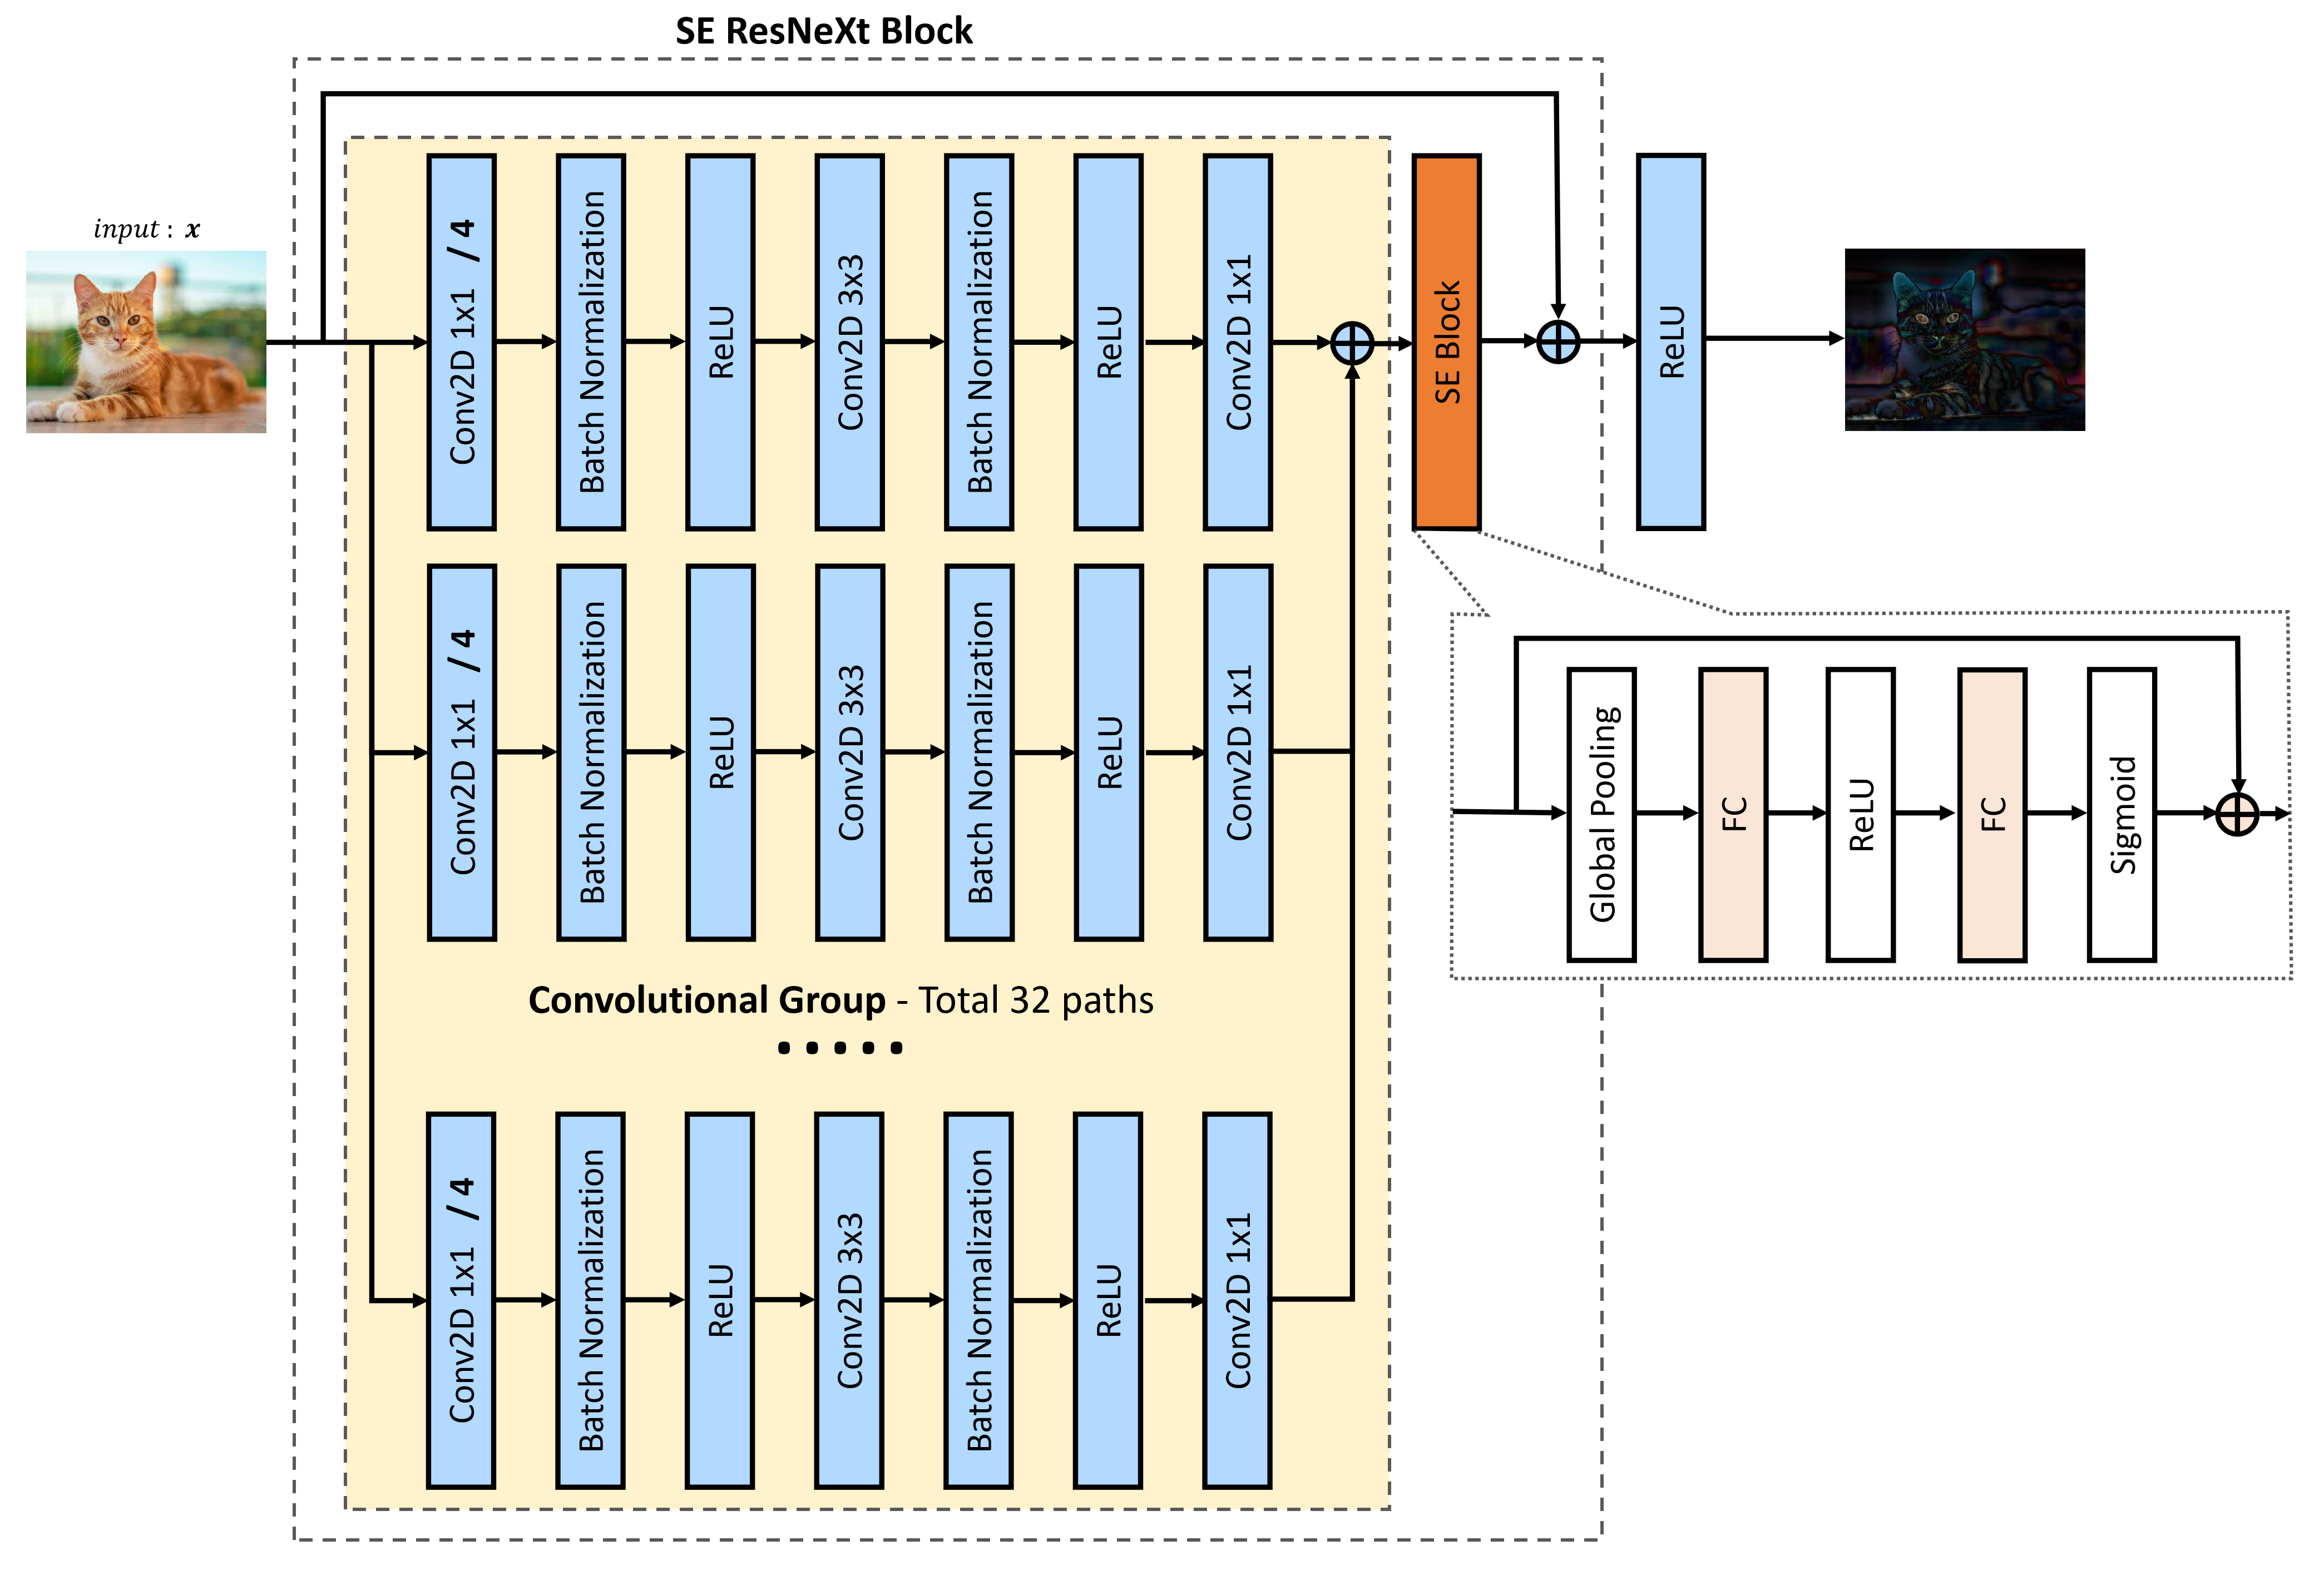 SE ResNeXt Block
input : x
Conv2D 1x1 / 4
Batch Normalization
ReLU
Conv2D 3x3
Batch Normalization
ReLU
Conv2D 1x1
SE Block
ReLU
Conv2D 1x1 / 4
Batch Normalization
ReLU
Conv2D 3x3
Batch Normalization
ReLU
Conv2D 1x1
Global Pooling
FC
ReLU
FC
Sigmoid
Convolutional Group - Total 32 paths
.....
Conv2D 1x1 / 4
Batch Normalization
ReLU
Conv2D 3x3
Batch Normalization
ReLU
Conv2D 1x1